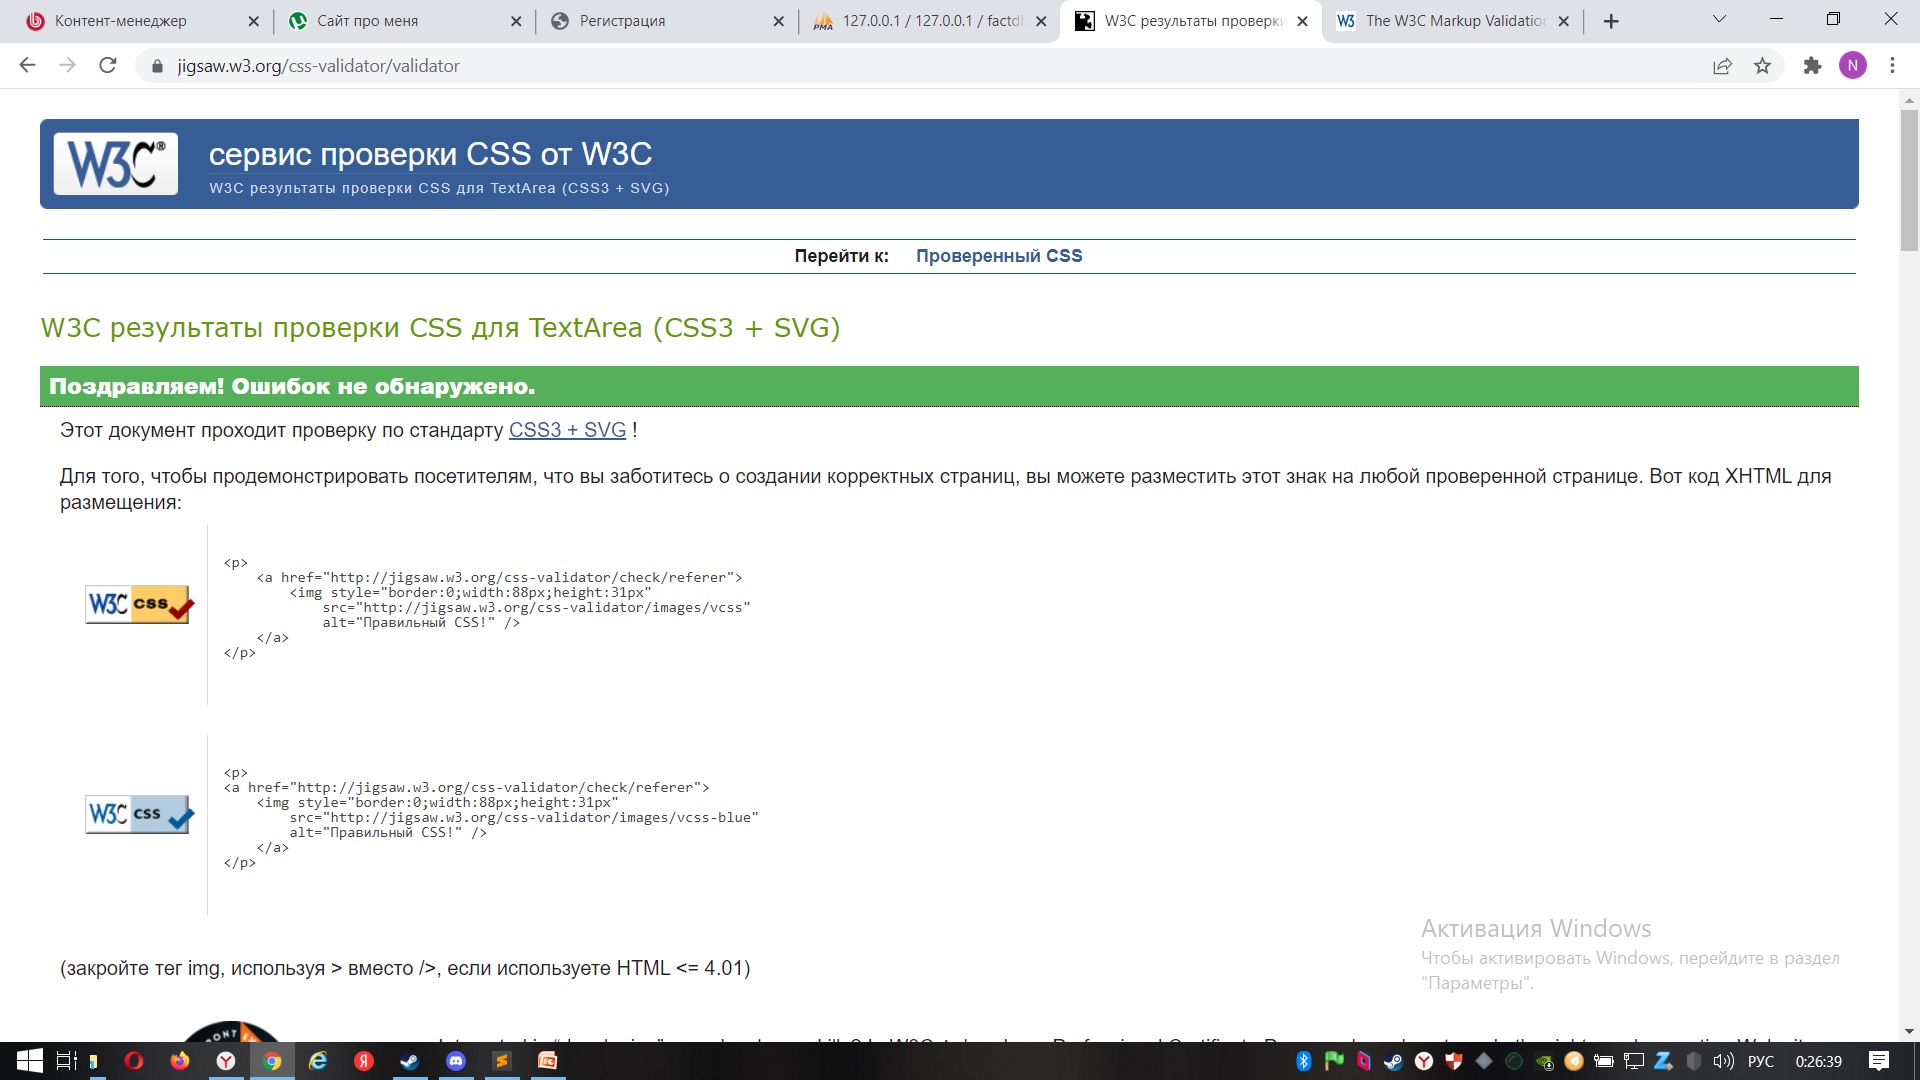 Контент-менеджер
Сайт про меня
Регистрация
127.0.0.1 / 127.0.0.1 / factdb
W3C результаты проверки
The W3C Markup Validation
jigsaw.w3.org/css-validator/validator
N
W3C®
сервис проверки CSS от W3C
W3C результаты проверки CSS для TextArea (CSS3 + SVG)
Перейти к: Проверенный CSS
W3C результаты проверки CSS для TextArea (CSS3 + SVG)
Поздравляем! Ошибок не обнаружено.
Этот документ проходит проверку по стандарту CSS3 + SVG !
Для того, чтобы продемонстрировать посетителям, что вы заботитесь о создании корректных страниц, вы можете разместить этот знак на любой проверенной странице. Вот код XHTML для
размещения:
W3C css
<p>
<a href="http://jigsaw.w3.org/css-validator/check/referer">
<img style="border:0;width:88px;height:31px"
src="http://jigsaw.w3.org/css-validator/images/vcss"
alt="Правильный CSS!" />
</a>
</p>
W3C css
<p>
<a href="http://jigsaw.w3.org/css-validator/check/referer">
<img style="border:0;width:88px;height:31px"
src="http://jigsaw.w3.org/css-validator/images/vcss-blue"
alt="Правильный CSS!" />
</a>
</p>
(закройте тег img, используя > вместо />, если используете HTML <= 4.01)
Активация Windows
Чтобы активировать Windows, перейдите в раздел
"Параметры".
РУС
0:26:39